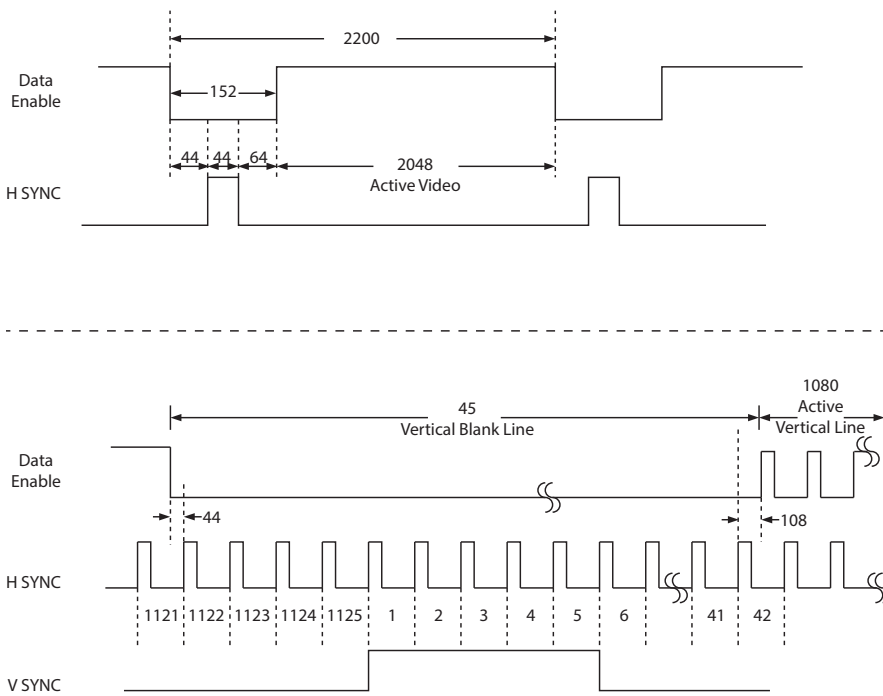 2200
Data
Enable
152
44 44 64
2048
Active Video
H SYNC
1080
Active
Vertical Line
45
Vertical Blank Line
Data
Enable
44
108
H SYNC
1121 1122 1123 1124 1125 1 2 3 4 5 6 41 42
V SYNC